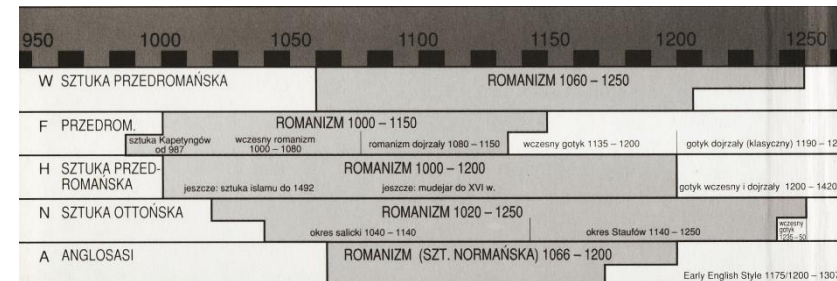 950 1000 1050 1100 1150 1200 1250
W SZTUKA PRZEDROMAŃSKA ROMANIZM 1060 – 1250
F PRZEDROM. ROMANIZM 1000 – 1150
sztuka Kapetyngów
od 987
wczesny romanizm
1000 – 1080
romanizm dojrzały 1080 – 1150
wczesny gotyk 1135 – 1200
gotyk dojrzały (klasyczny) 1190 – 12
H SZTUKA PRZED-
ROMAŃSKA
ROMANIZM 1000 – 1200
jeszcze: sztuka islamu do 1492
jeszcze: mudejar do XVI w.
gotyk wczesny i dojrzały 1200 – 1420
N SZTUKA OTTOŃSKA ROMANIZM 1020 – 1250
okres salicki 1040 – 1140
okres Staufów 1140 – 1250
wczesny
gotyk
1235 – 50
A ANGLOSASI ROMANIZM (SZT. NORMAŃSKA) 1066 – 1200
Early English Style 1175/1200 – 1307